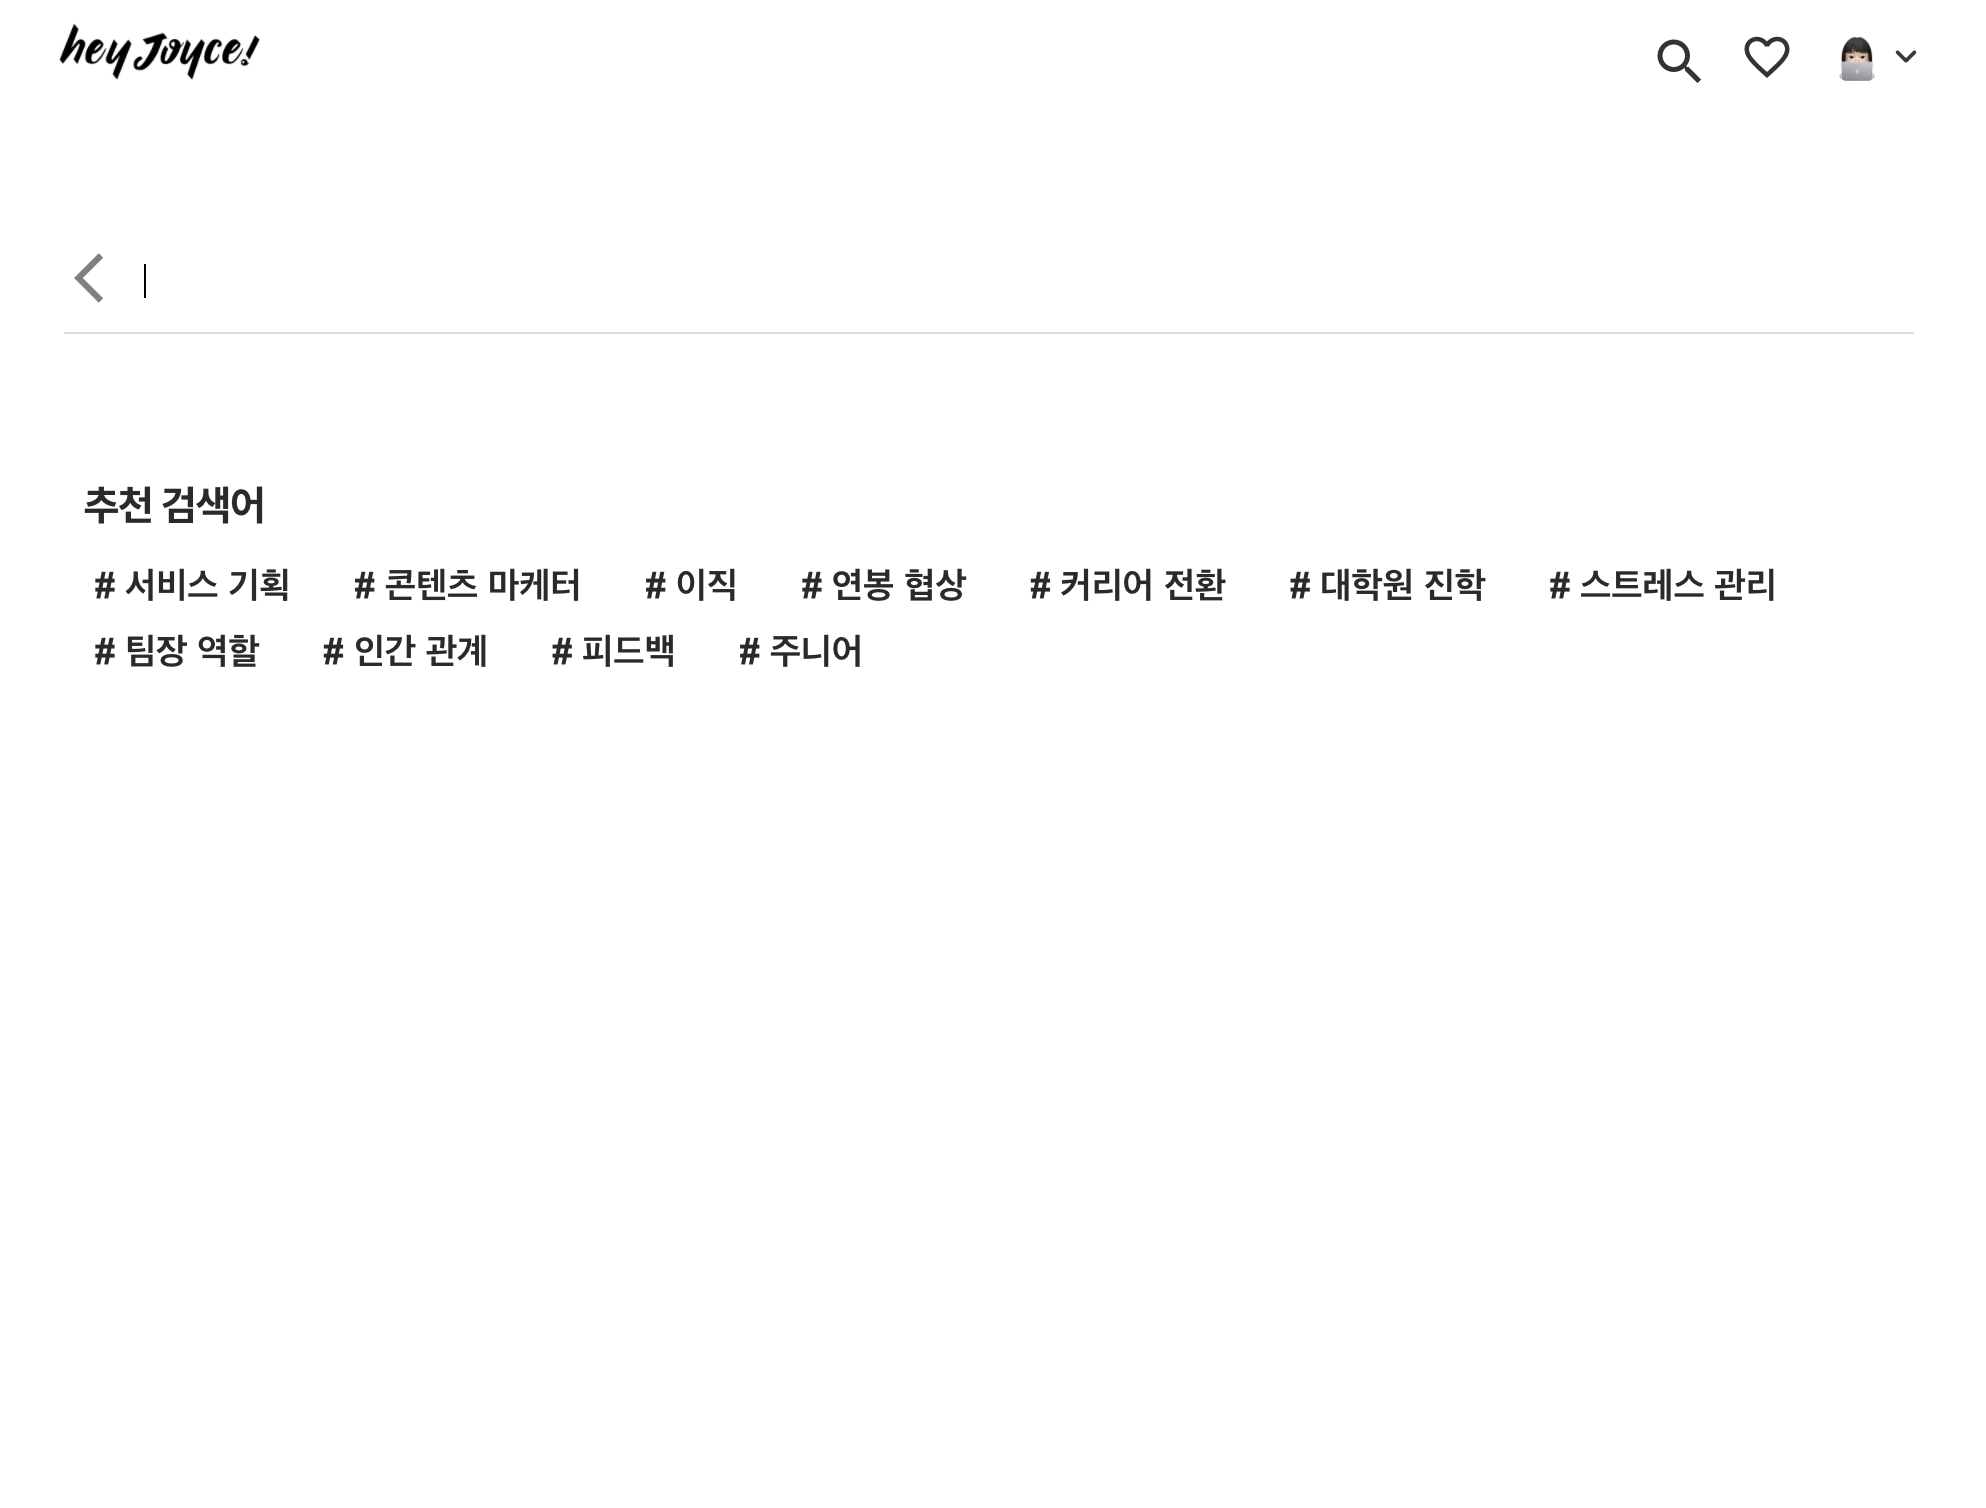 hey Joyce!
추천 검색어
# 서비스 기획 # 콘텐츠 마케터 # 이직 # 연봉 협상 # 커리어 전환 # 대학원 진학 # 스트레스 관리
# 팀장 역할 # 인간 관계 # 피드백 # 주니어